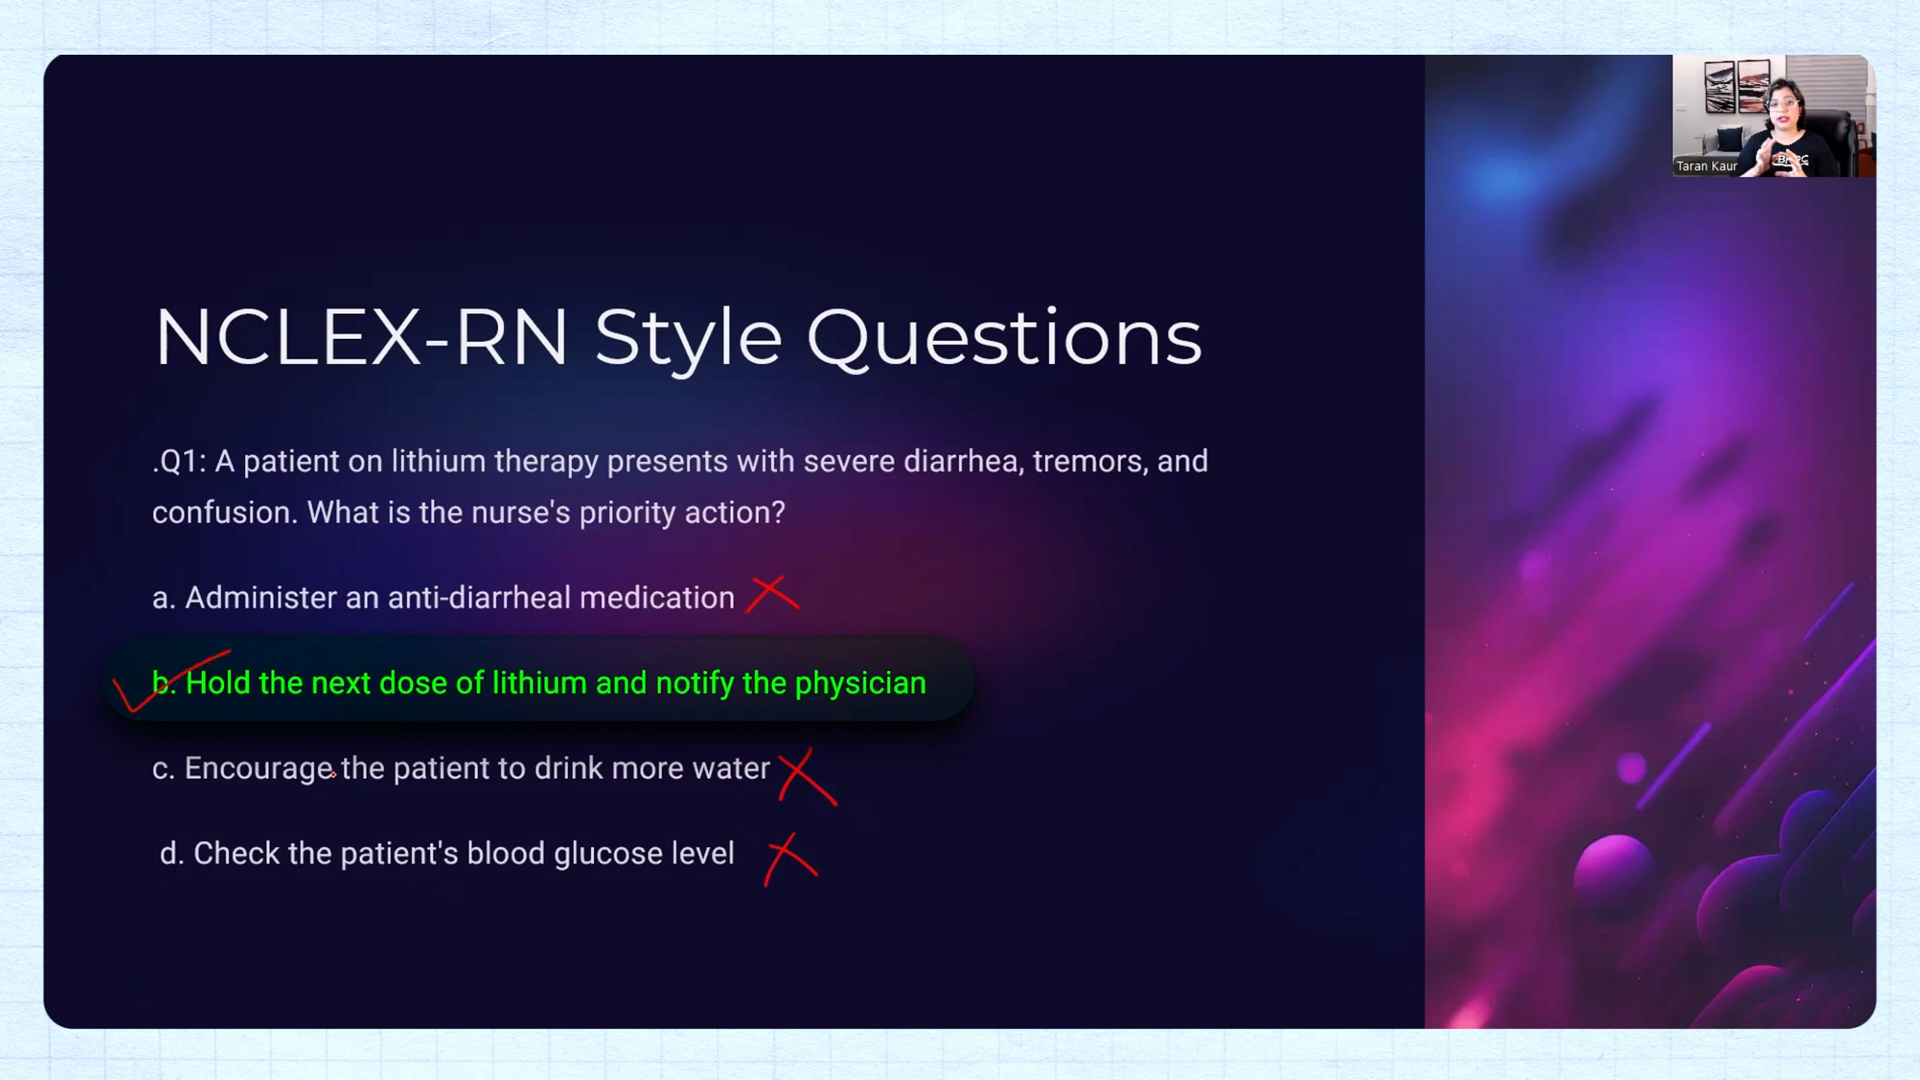 Taran Kaur
NCLEX-RN Style Questions
.Q1: A patient on lithium therapy presents with severe diarrhea, tremors, and
confusion. What is the nurse's priority action?
a. Administer an anti-diarrheal medication
b. Hold the next dose of lithium and notify the physician
c. Encourage the patient to drink more water
d. Check the patient's blood glucose level